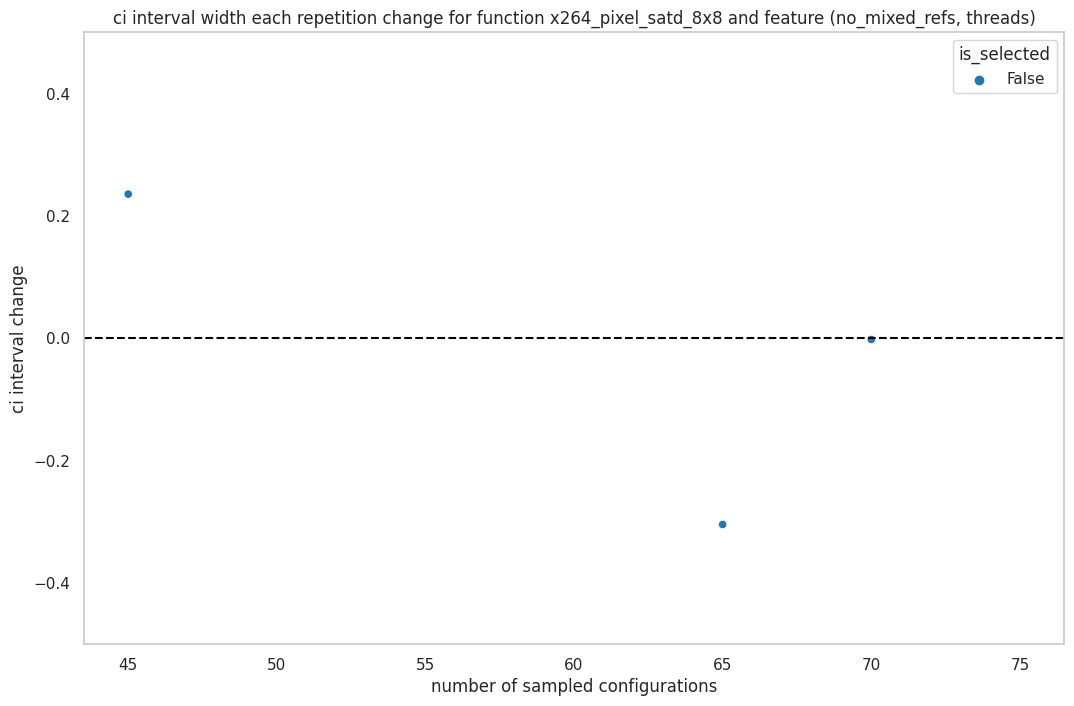 ci interval width each repetition change for function x264_pixel_satd_8x8 and feature (no_mixed_refs, threads)
is_selected
False
0.4
0.2
0.0
−0.2
−0.4
ci interval change
45 50 55 60 65 70 75
number of sampled configurations